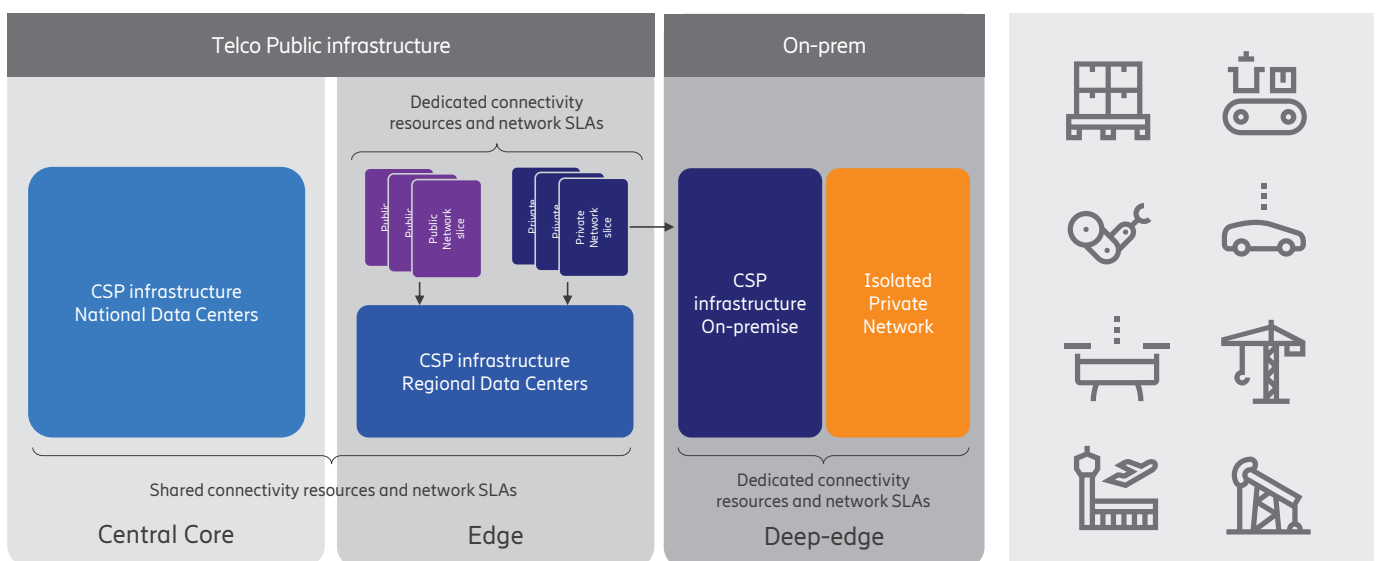 Telco Public infrastructure
On-prem
Dedicated connectivity
resources and network SLAs
Public
Public
Public
Network
slice
Private
Private
Private
Network
slice
CSP infrastructure
National Data Centers
CSP infrastructure
Regional Data Centers
CSP
infrastructure
On-premise
Isolated
Private
Network
Shared connectivity resources and network SLAs
Dedicated connectivity
resources and network SLAs
Central Core
Edge
Deep-edge